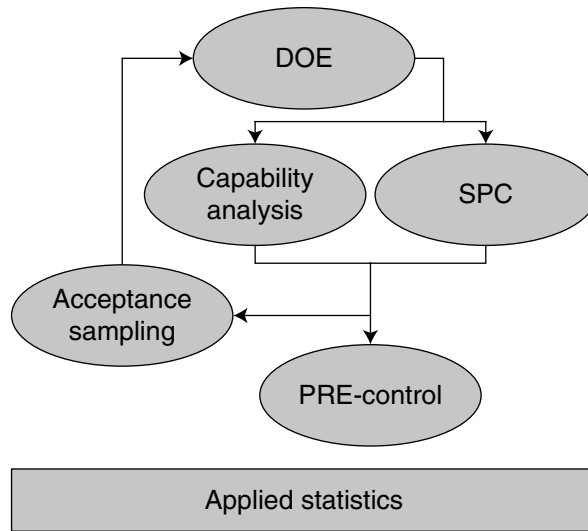 DOE
Capability
analysis
SPC
Acceptance
sampling
PRE-control
Applied statistics